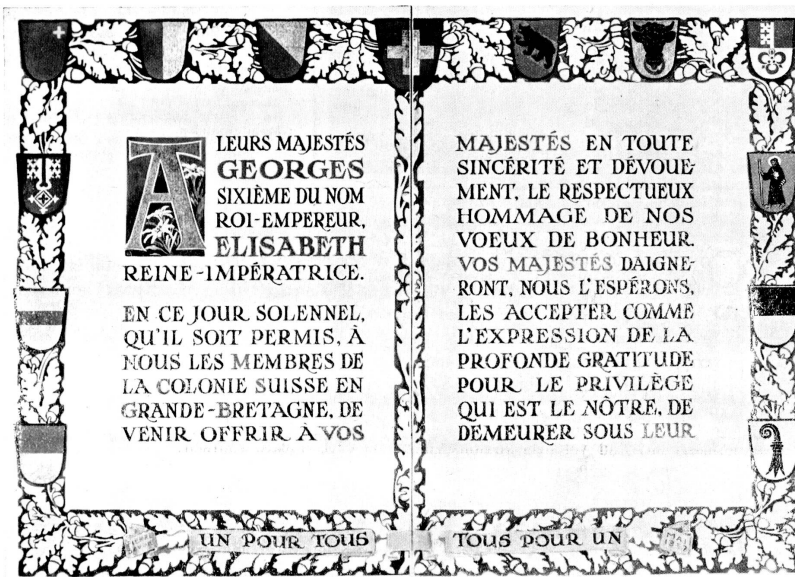 A LEURS MAJESTÉS
GEORGES
SIXIÈME DU NOM
ROI-EMPEREUR,
ELISABETH
REINE-IMPÉRATRICE.
EN CE JOUR SOLENNEL,
QU'IL SOIT PERMIS, À
NOUS LES MEMBRES DE
LA COLONIE SUISSE EN
GRANDE-BRETAGNE, DE
VENIR OFFRIR À VOS
UN POUR TOUS
MAJESTÉS EN TOUTE
SINCÉRITÉ ET DÉVOUE-
MENT, LE RESPECTUEUX
HOMMAGE DE NOS
VOEUX DE BONHEUR.
VOS MAJESTÉS DAIGNE-
RONT, NOUS L'ESPÉRONS,
LES ACCEPTER COMME
L'EXPRESSION DE LA
PROFONDE GRATITUDE
POUR LE PRIVILÈGE
QUI EST LE NÔTRE, DE
DEMEURER SOUS LEUR
TOUS POUR UN